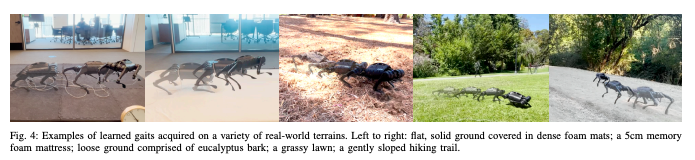 Fig. 4: Examples of learned gaits acquired on a variety of real-world terrains. Left to right: flat, solid ground covered in dense foam mats; a 5cm memory
foam mattress; loose ground comprised of eucalyptus bark; a grassy lawn; a gently sloped hiking trail.